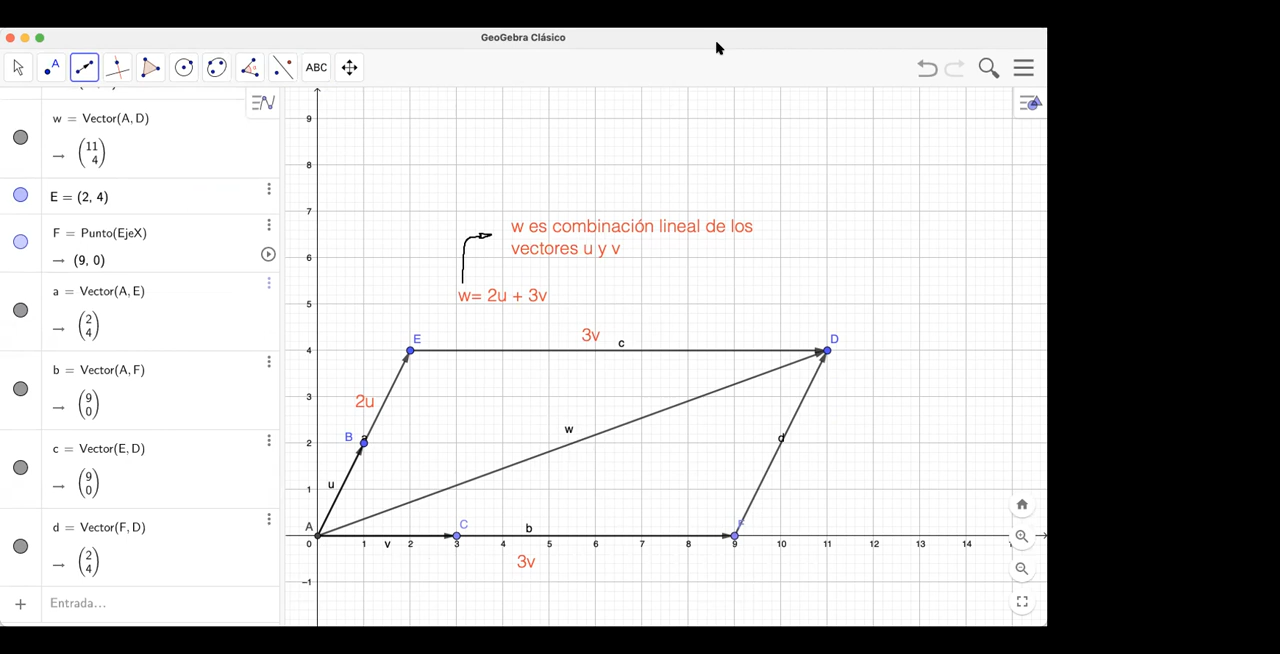 GeoGebra Clásico
ABC
w = Vector(A, D)
→ (11 4)
E = (2, 4)
F = Punto(EjeX)
→ (9, 0)
a = Vector(A, E)
→ (2 4)
b = Vector(A, F)
→ (9 0)
c = Vector(E, D)
→ (9 0)
d = Vector(F, D)
→ (2 4)
+ Entrada...
9
8
7
w es combinación lineal de los
vectores u y v
6
w= 2u + 3v
5
3v
E c D
4
3
2u
w
B a d
2
u
1
A C b F
0 1 2 3 4 5 6 7 8 9 10 11 12 13 14
v
3v
−1